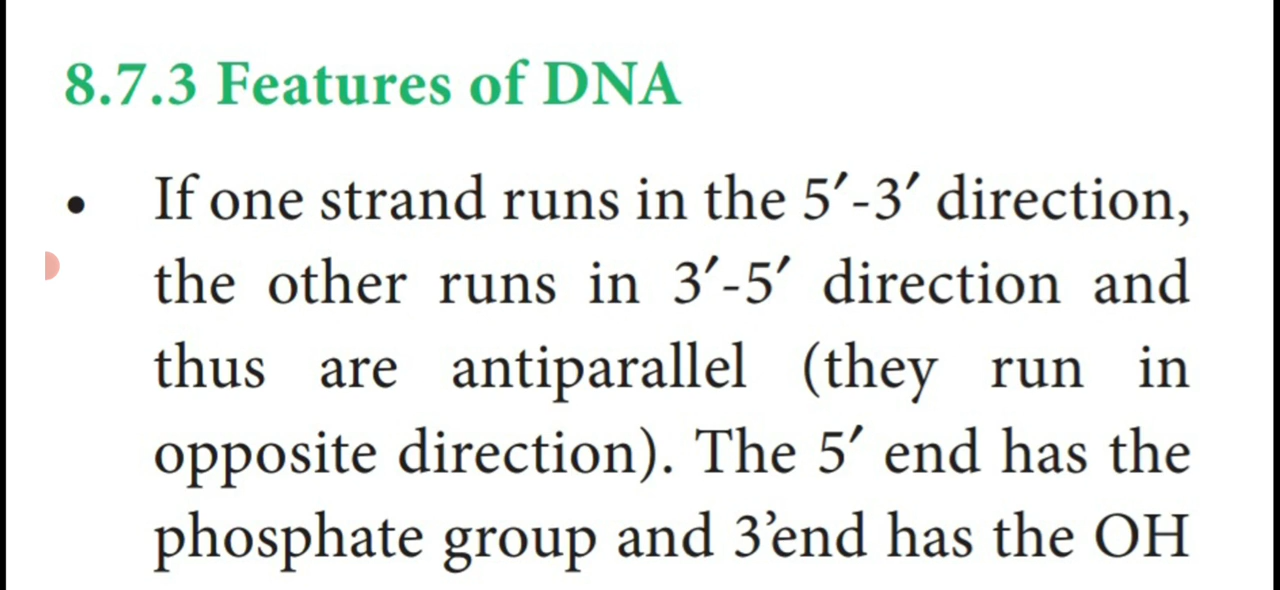 8.7.3 Features of DNA
• If one strand runs in the 5′-3′ direction,
the other runs in 3′-5′ direction and
thus are antiparallel (they run in
opposite direction). The 5′ end has the
phosphate group and 3’end has the OH